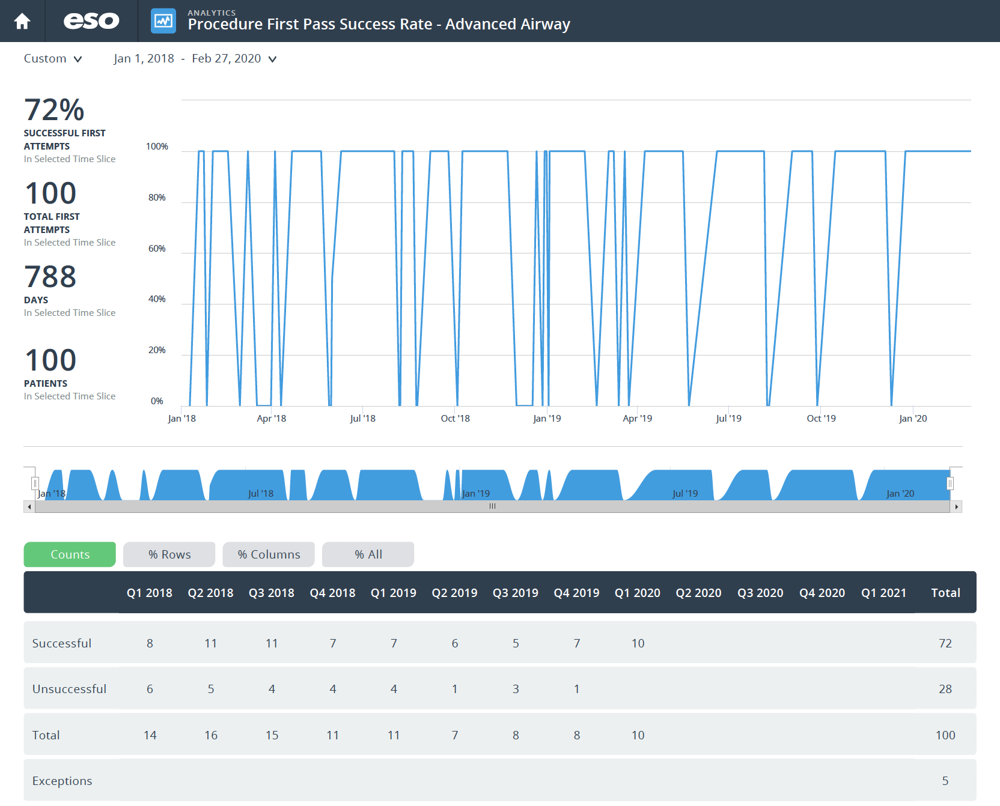 eso
ANALYTICS
Procedure First Pass Success Rate - Advanced Airway
Custom Jan 1, 2018 - Feb 27, 2020
72%
SUCCESSFUL FIRST
ATTEMPTS
In Selected Time Slice
100
TOTAL FIRST
ATTEMPTS
In Selected Time Slice
788
DAYS
In Selected Time Slice
100
PATIENTS
In Selected Time Slice
100%
80%
60%
40%
20%
0%
Jan '18 Apr '18 Jul '18 Oct '18 Jan '19 Apr '19 Jul '19 Oct '19 Jan '20
Jan '18 Jul '18 Jan '19 Jul '19 Jan '20
Counts % Rows % Columns % All
Q1 2018 Q2 2018 Q3 2018 Q4 2018 Q1 2019 Q2 2019 Q3 2019 Q4 2019 Q1 2020 Q2 2020 Q3 2020 Q4 2020 Q1 2021 Total
Successful 8 11 11 7 7 6 5 7 10 72
Unsuccessful 6 5 4 4 4 1 3 1 28
Total 14 16 15 11 11 7 8 8 10 100
Exceptions 5